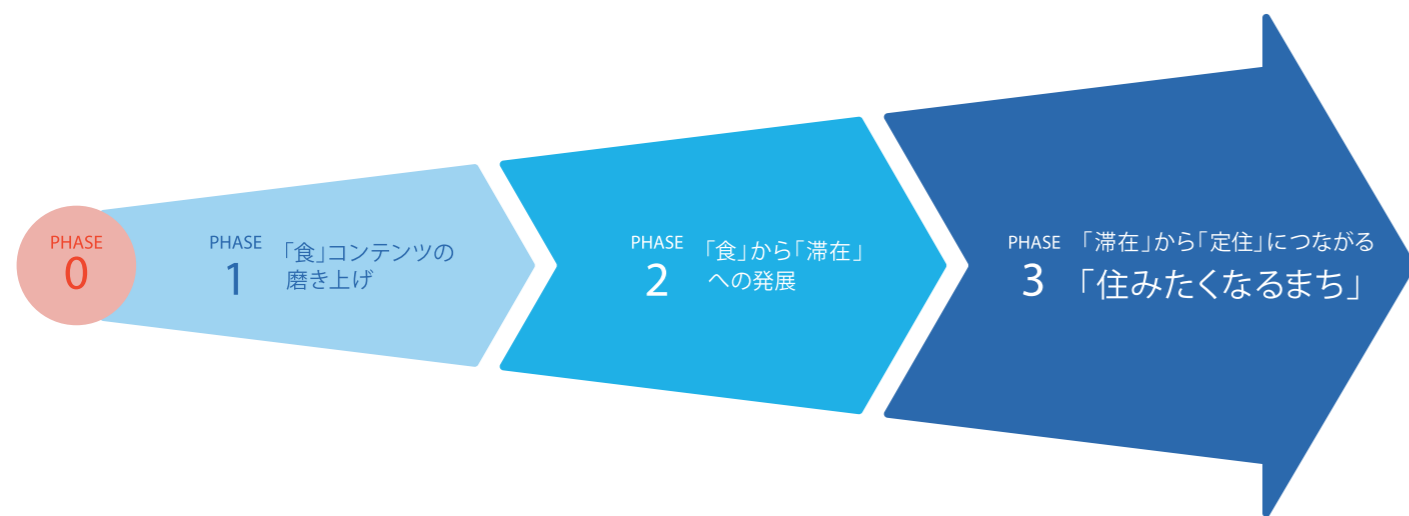 PHASE
0
PHASE
1
「食」コンテンツの
磨き上げ
PHASE
2
「食」から「滞在」
への発展
PHASE
3
「滞在」から「定住」につながる
「住みたくなるまち」